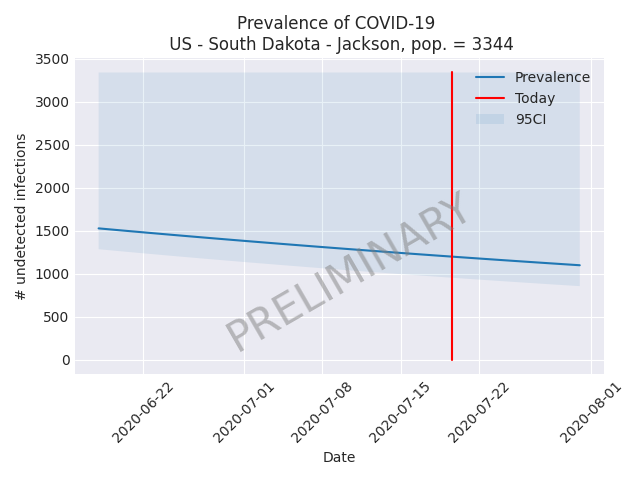 Prevalence of COVID-19
US - South Dakota - Jackson, pop. = 3344
3500
3000
2500
2000
1500
1000
500
0
# undetected infections
Prevalence
Today
95CI
PRELIMINARY
2020-06-22
2020-07-01
2020-07-08
2020-07-15
2020-07-22
2020-08-01
Date